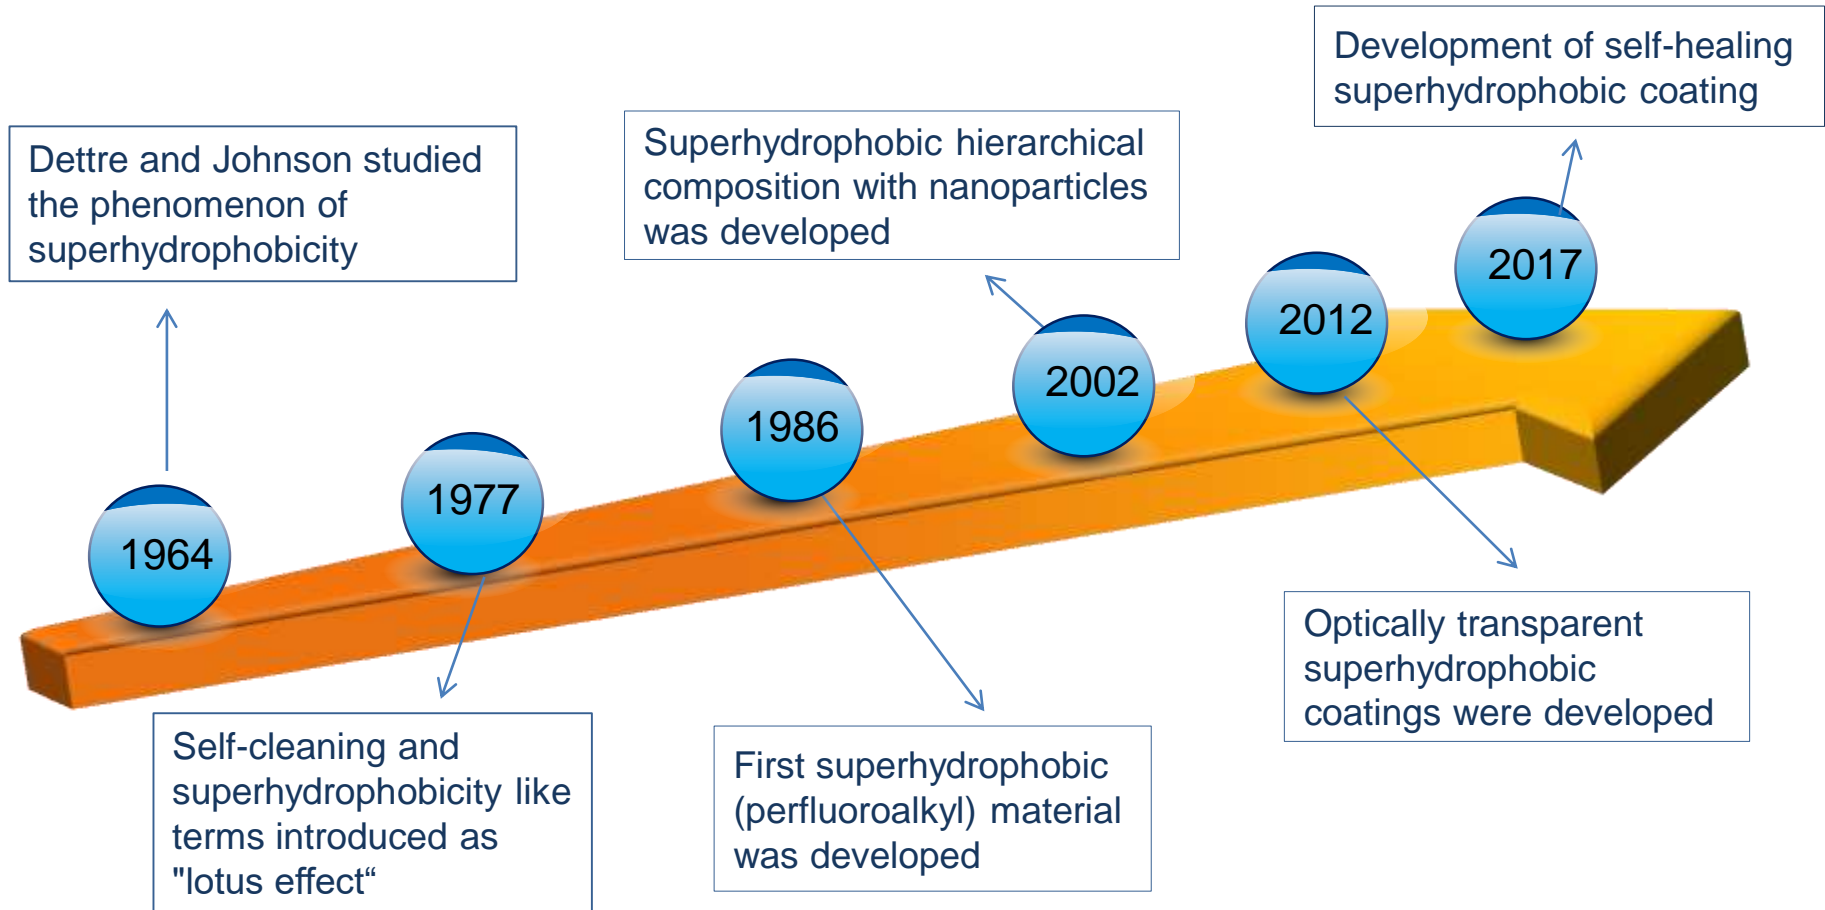 Development of self-healing
superhydrophobic coating
Superhydrophobic hierarchical
composition with nanoparticles
was developed
Dettre and Johnson studied
the phenomenon of
superhydrophobicity
2017
2012
2002
1986
1977
1964
Optically transparent
superhydrophobic
coatings were developed
Self-cleaning and
superhydrophobicity like
terms introduced as
"lotus effect“
First superhydrophobic
(perfluoroalkyl) material
was developed